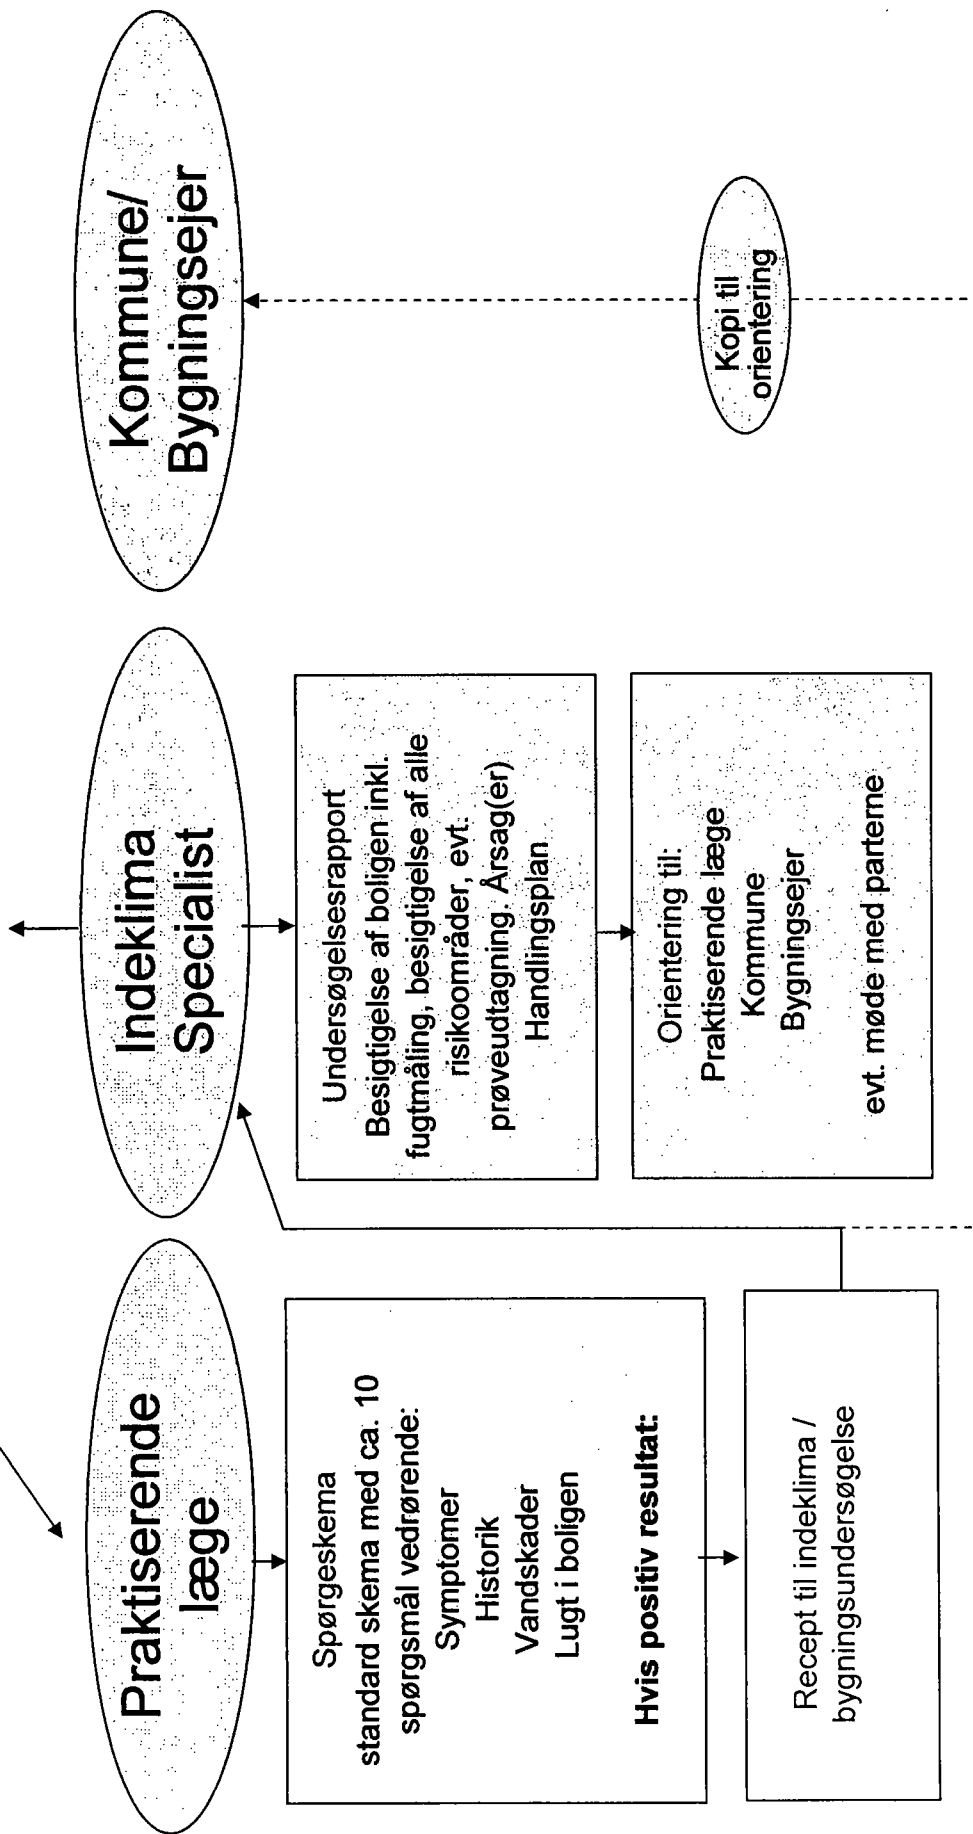 Praktiserende
læge
Spørgeskema
standard skema med ca. 10
spørgsmål vedrørende:
Symptomer
Historik
Vandskader
Lugt i boligen
Hvis positiv resultat:
Recept til indeklima /
bygningsundersøgelse
Indeklima
Specialist
Undersøgelsesrapport
Besigtigelse af boligen inkl.
fugtmåling, besigtigelse af alle
risikoområder, evt.
prøveudtagning. Årsag(er)
Handlingsplan
Orientering til:
Praktiserende læge
Kommune
Bygningsejer
evt. møde med parterne
Kommune/
Bygningsejer
Kopi til
orientering